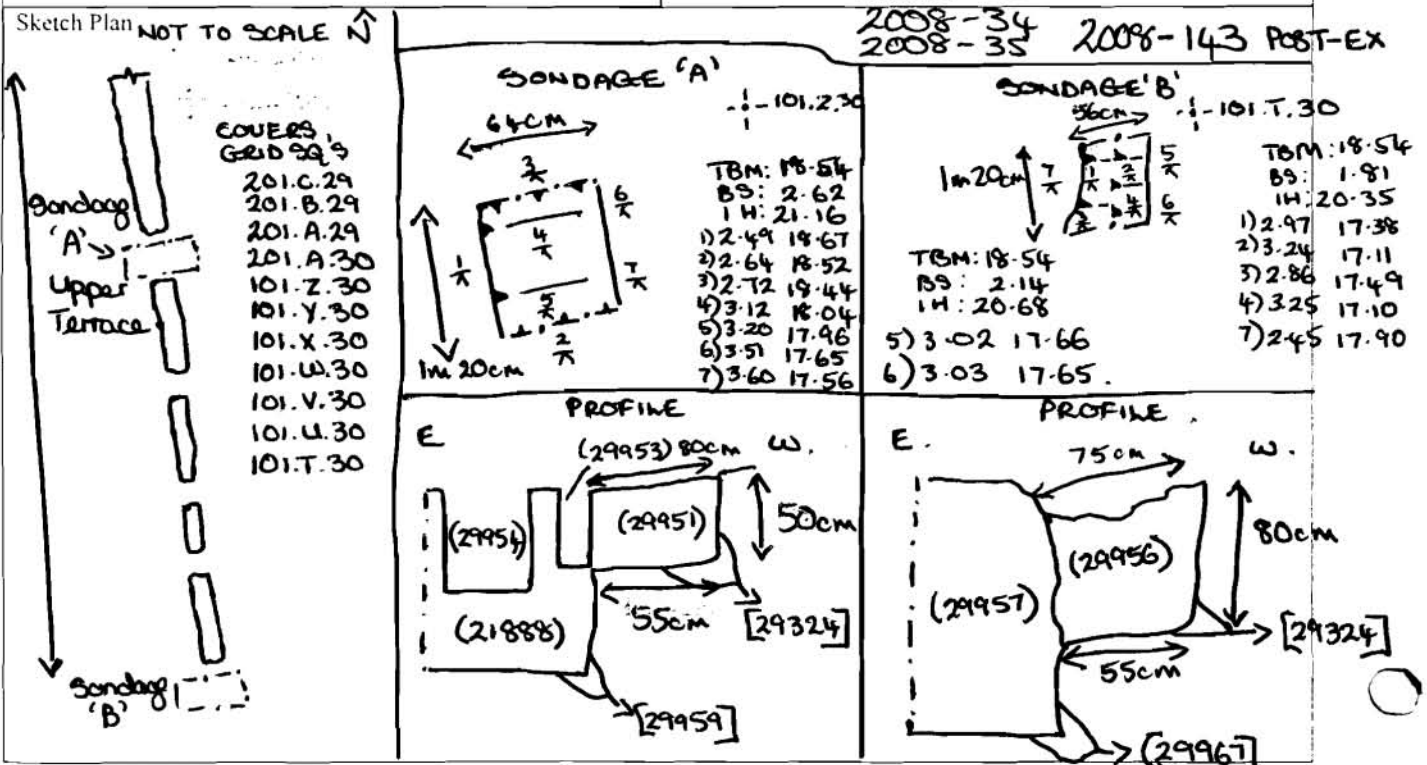 Sketch Plan NOT TO SCALE N
2008-34
2008-35
2008-143 POST-EX
COVERS
GRID SQ'S
201.C.29
201.B.29
201.A.29
201.A.30
101.Z.30
101.Y.30
101.X.30
101.W.30
101.V.30
101.U.30
101.T.30
Sondage
'A'
Upper
Terrace
Sondage
'B'
SONDAGE 'A'
101.Z.30
64CM
1m 20cm
3
6
4
1
7
5
2
TBM: 18.54
BS: 2.62
IH: 21.16
1) 2.49 18.67
2) 2.64 18.52
3) 2.72 18.44
4) 3.12 18.04
5) 3.20 17.96
6) 3.51 17.65
7) 3.60 17.56
SONDAGE 'B'
101.T.30
56cm
1m 20cm
7
1
2
5
3
4
6
TBM: 18.54
BS: 1.81
IH: 20.35
1) 2.97 17.38
2) 3.24 17.11
3) 2.86 17.49
4) 3.25 17.10
7) 2.45 17.90
TBM: 18.54
BS: 2.14
IH: 20.68
5) 3.02 17.66
6) 3.03 17.65.
PROFILE
E W.
(29953) 80cm
(29954)
(29951)
50cm
(21888)
55cm
[29324]
[29959]
PROFILE.
E. W.
75cm
(29956)
80cm
(29957)
[29324]
55cm
(29967]